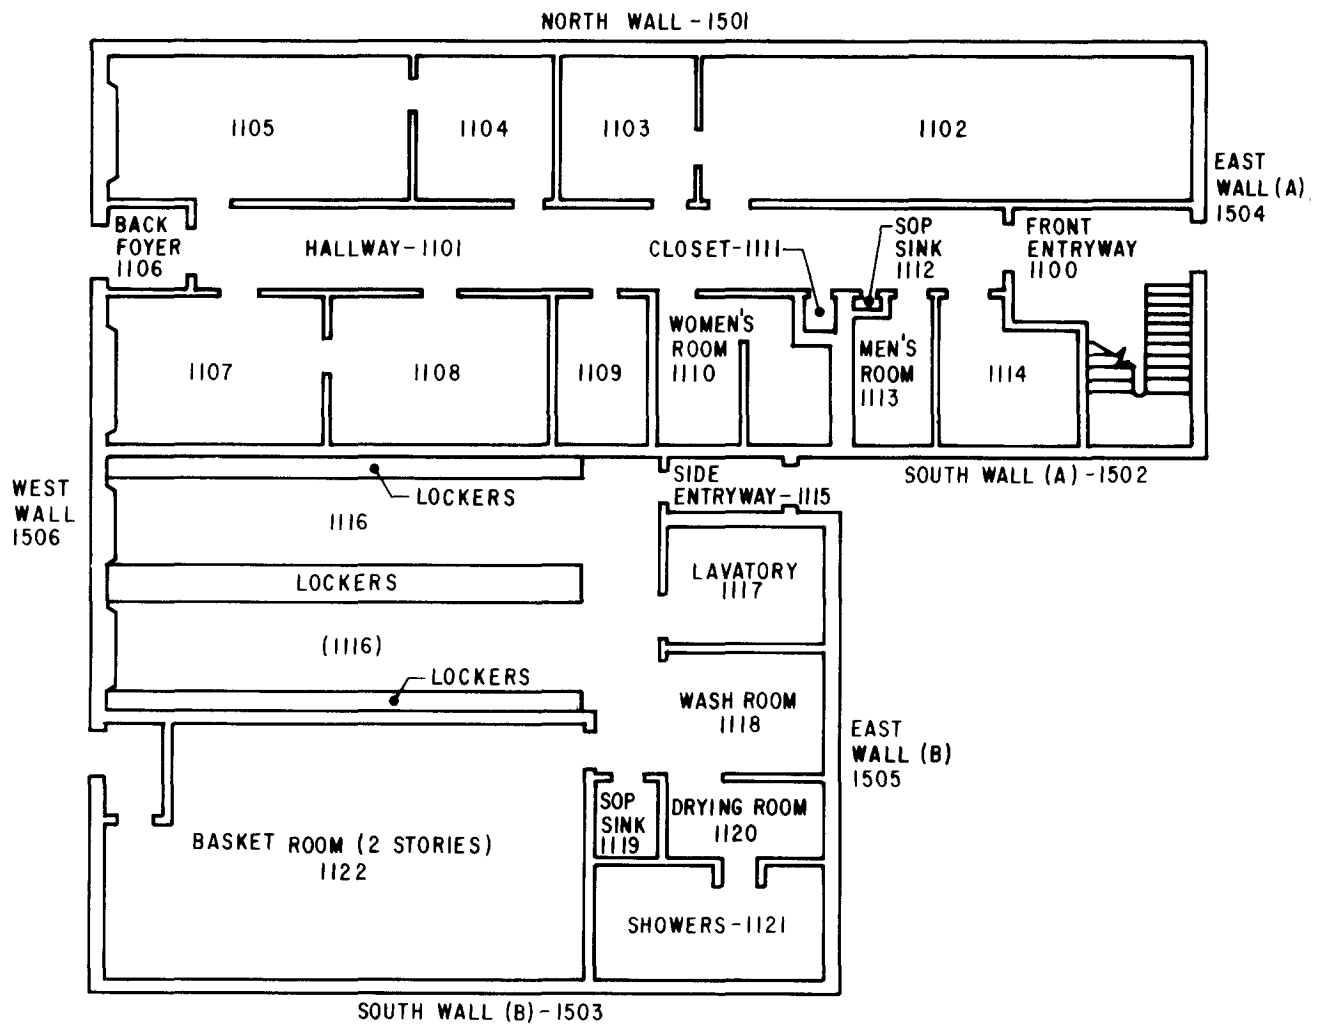 NORTH WALL - 1501
1105
1104
1103
1102
EAST
WALL (A)
1504
BACK
FOYER
1106
HALLWAY - 1101
CLOSET - 1111
SOP
SINK
1112
FRONT
ENTRYWAY
1100
1107
1108
1109
WOMEN'S
ROOM
1110
MEN'S
ROOM
1113
1114
SOUTH WALL (A) - 1502
WEST
WALL
1506
LOCKERS
SIDE
ENTRYWAY - 1115
1116
LOCKERS
LAVATORY
1117
(1116)
LOCKERS
WASH ROOM
1118
EAST
WALL (B)
1505
SOP
SINK
1119
DRYING ROOM
1120
BASKET ROOM (2 STORIES)
1122
SHOWERS - 1121
SOUTH WALL (B) - 1503